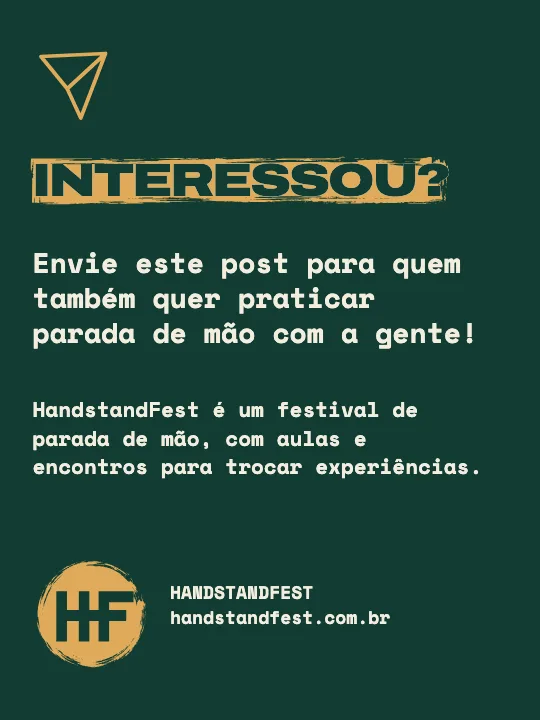 INTERESSOU?
Envie este post para quem
também quer praticar
parada de mão com a gente!
HandstandFest é um festival de
parada de mão, com aulas e
encontros para trocar experiências.
HF
HANDSTANDFEST
handstandfest.com.br